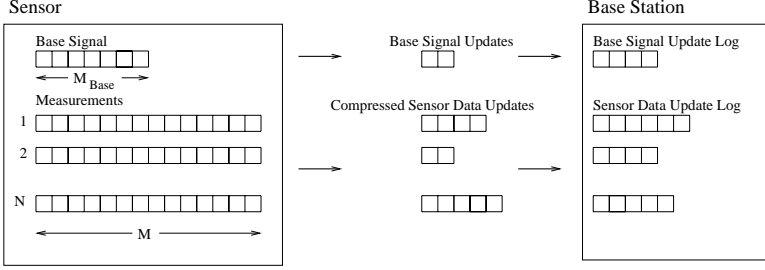 Sensor
Base Station
Base Signal
Base Signal Updates
Base Signal Update Log
M Base
Measurements
Compressed Sensor Data Updates
Sensor Data Update Log
1
2
N
M